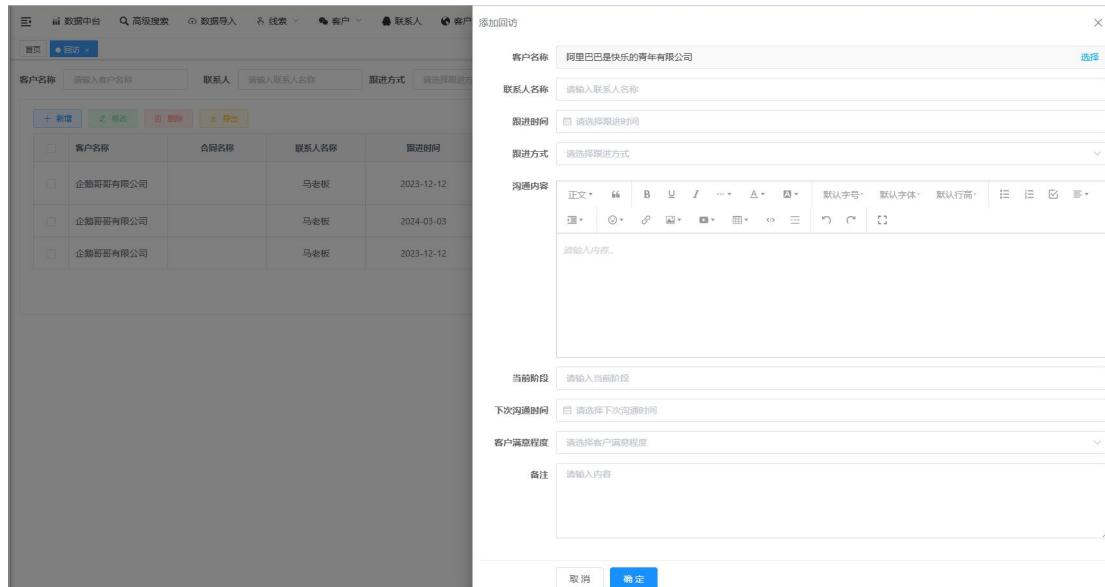 数据中台 高级搜索 数据导入 线索 客户 联系人 客户
首页 回访 ×
客户名称 请输入客户名称 联系人 请输入联系人名称 跟进方式 请选择跟进方
+ 新增 修改 删除 导出
客户名称 合同名称 联系人名称 跟进时间
企鹅哥哥有限公司 马老板 2023-12-12
企鹅哥哥有限公司 马老板 2024-03-03
企鹅哥哥有限公司 马老板 2023-12-12
添加回访
客户名称 阿里巴巴是快乐的青年有限公司 选择
联系人名称 请输入联系人名称
跟进时间 请选择跟进时间
跟进方式 请选择跟进方式
沟通内容 正文 B U I ··· A A 默认字号 默认字体 默认行高
请输入内容...
当前阶段 请输入当前阶段
下次沟通时间 请选择下次沟通时间
客户满意程度 请选择客户满意程度
备注 请输入内容
取消 确定